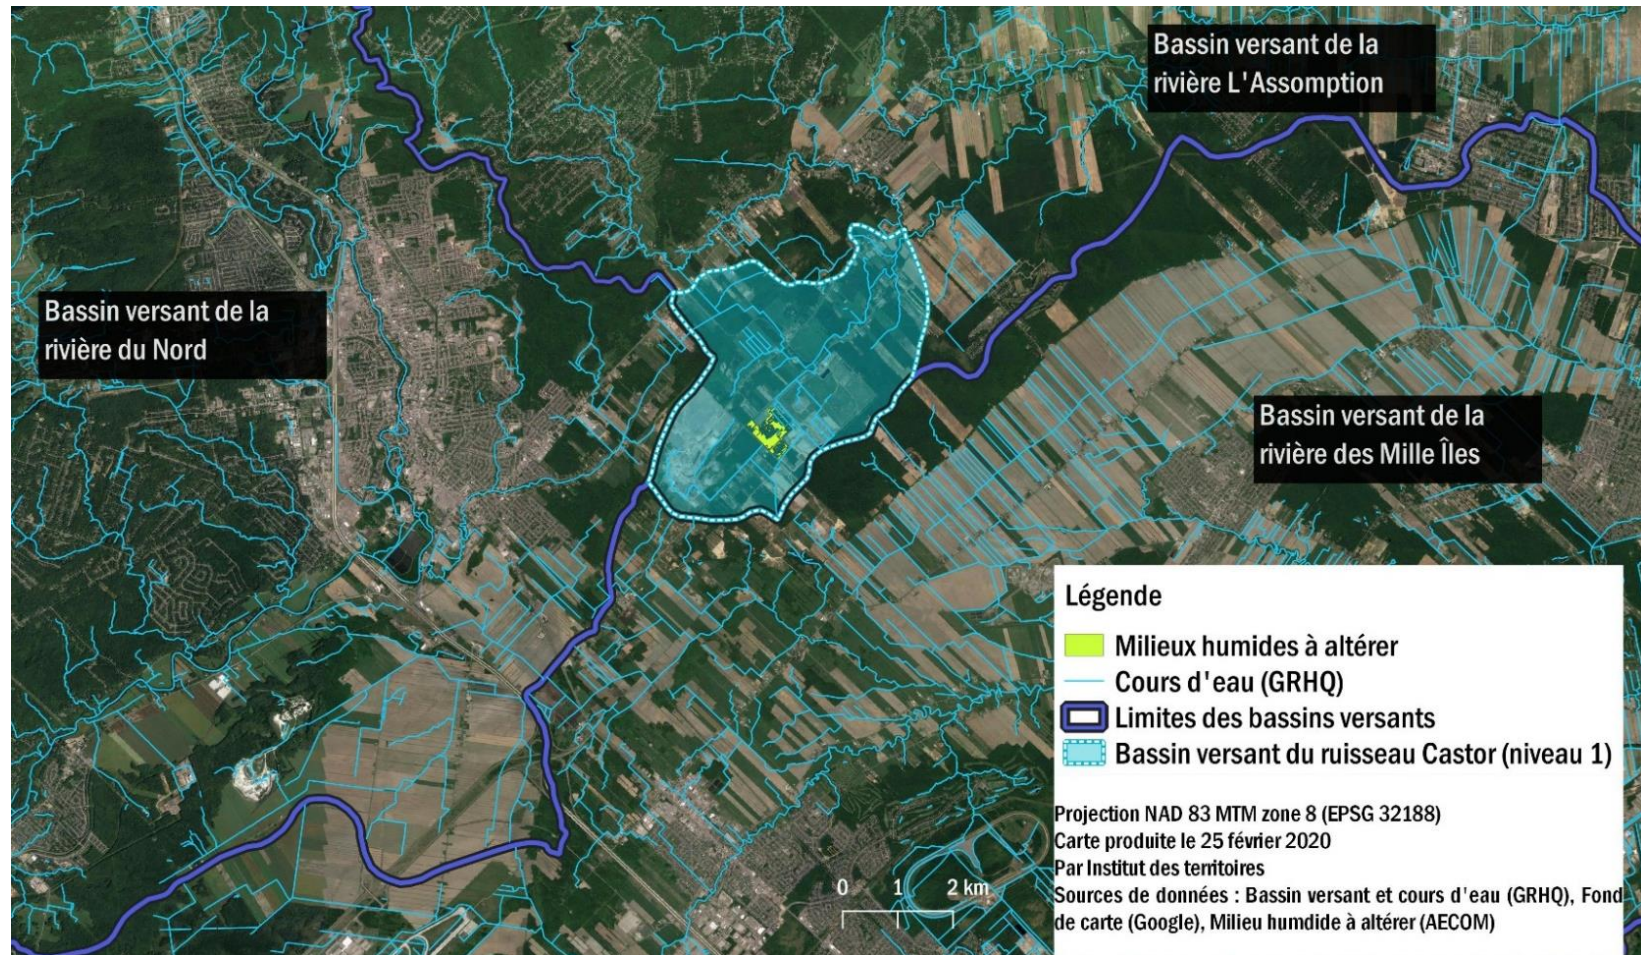 Bassin versant de la
rivière L'Assomption
Bassin versant de la
rivière du Nord
Bassin versant de la
rivière des Mille Îles
Légende
Milieux humides à altérer
Cours d'eau (GRHQ)
Limites des bassins versants
Bassin versant du ruisseau Castor (niveau 1)
Projection NAD 83 MTM zone 8 (EPSG 32188)
Carte produite le 25 février 2020
Par Institut des territoires
Sources de données : Bassin versant et cours d'eau (GRHQ), Fond
de carte (Google), Milieu humdide à altérer (AECOM)
0 1 2 km